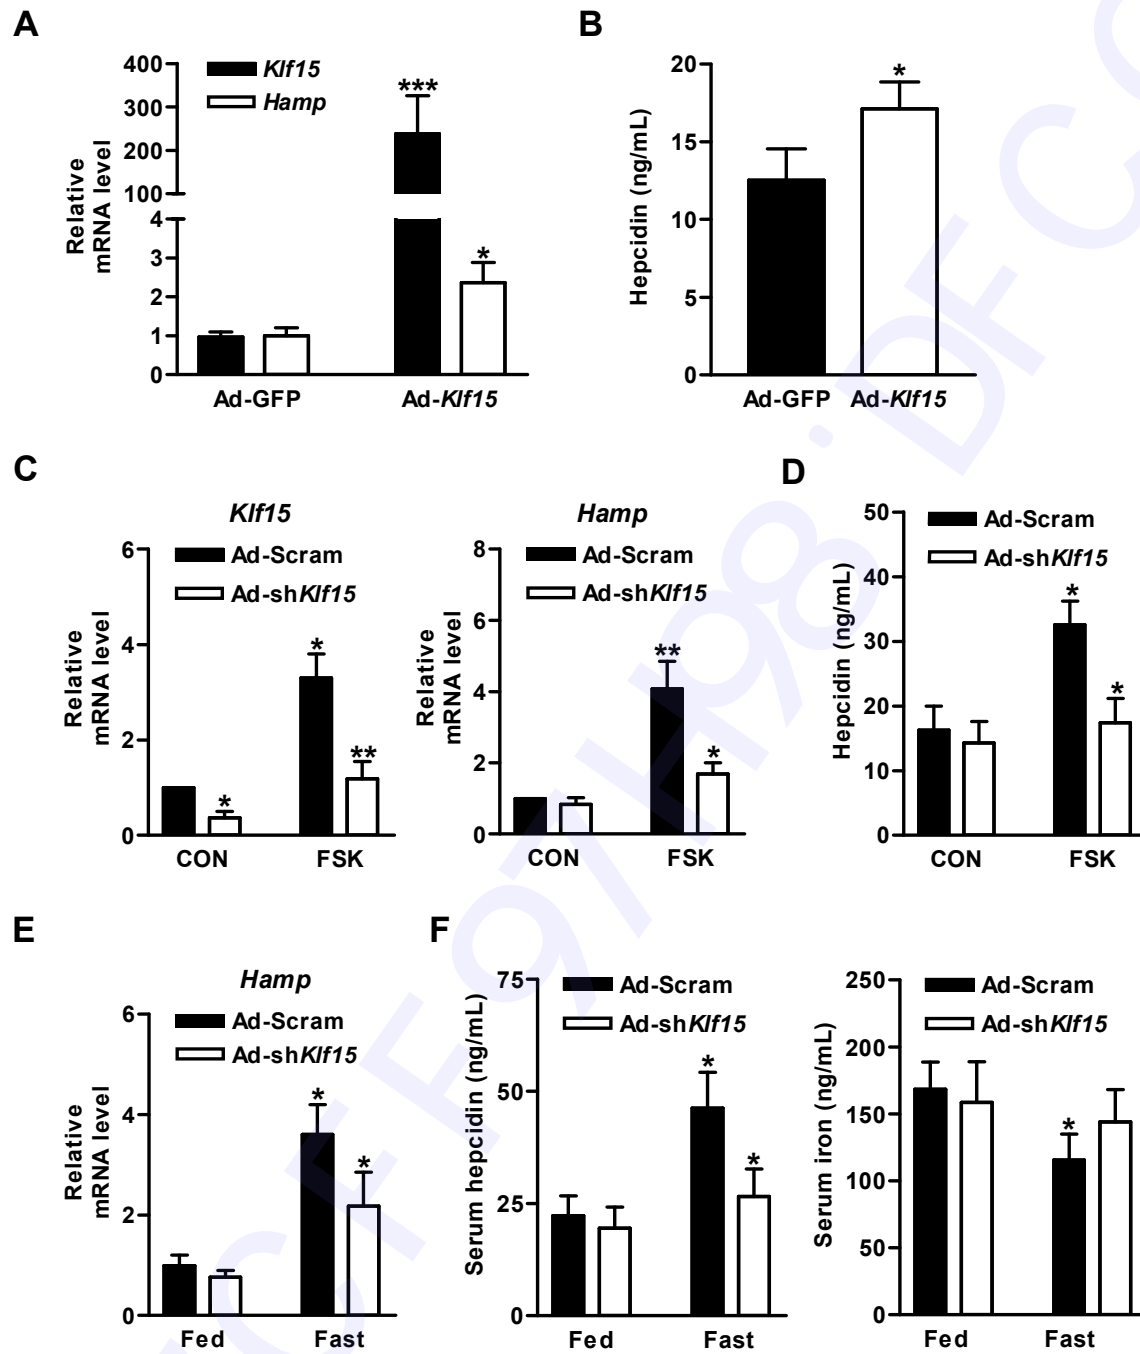 A
Relative
mRNA level
400
300
200
100
4
3
2
1
0
Klf15
Hamp
***
*
Ad-GFP
Ad-Klf15
B
Hepcidin (ng/mL)
20
15
10
5
0
*
Ad-GFP
Ad-Klf15
C
Klf15
Relative
mRNA level
6
4
2
0
Ad-Scram
Ad-shKlf15
*
*
**
CON
FSK
Hamp
Relative
mRNA level
8
6
4
2
0
Ad-Scram
Ad-shKlf15
**
*
CON
FSK
D
Hepcidin (ng/mL)
50
40
30
20
10
0
Ad-Scram
Ad-shKlf15
*
*
CON
FSK
E
Hamp
Relative
mRNA level
6
4
2
0
Ad-Scram
Ad-shKlf15
*
*
Fed
Fast
F
Serum hepcidin (ng/mL)
75
50
25
0
Ad-Scram
Ad-shKlf15
*
*
Fed
Fast
Serum iron (ng/mL)
250
200
150
100
50
0
Ad-Scram
Ad-shKlf15
*
Fed
Fast